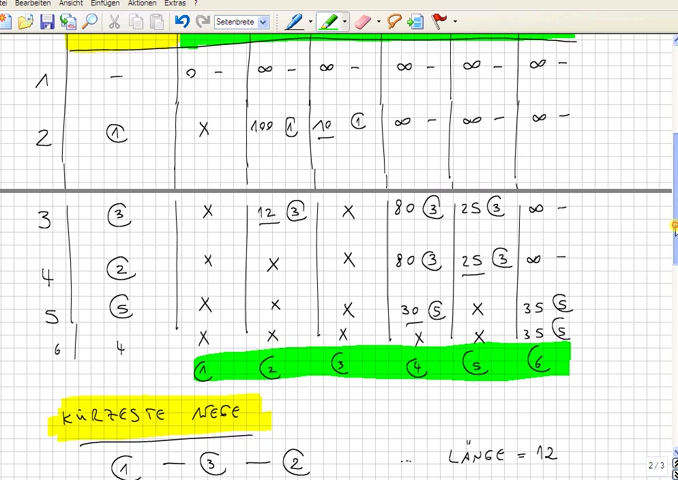 tei Bearbeiten Ansicht Einfügen Aktionen Extras ?
Seitenbreite
1 – 0 – ∞ – ∞ – ∞ – ∞ – ∞ –
2 ① X 100 ① 10 ① ∞ – ∞ – ∞ –
3 ③ X 12 ③ X 80 ③ 25 ③ ∞ –
4 ② X X X 80 ③ 25 ③ ∞ –
5 ⑤ X X X 30 ⑤ X 35 ⑤
6 4 X X X X X 35 ⑤
① ② ③ ④ ⑤ ⑥
KÜRZESTE WEGE
① — ③ — ② ... LÄNGE = 12
2 / 3